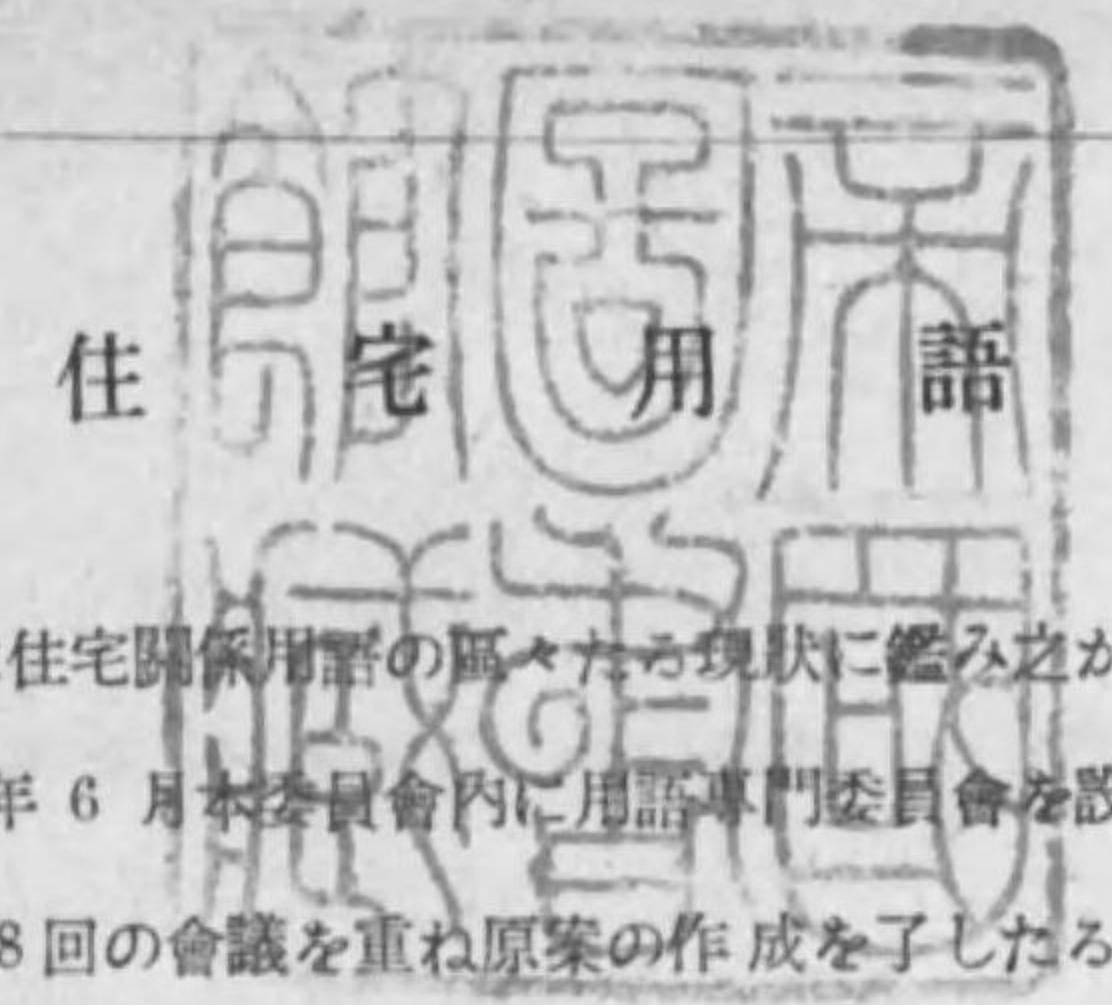 住宅用語
住宅關係用語の區々たる現狀に鑑み之が
年 6 月本委員會內に用語專門委員會を設
8回の會議を重ね原案の作成を了したる